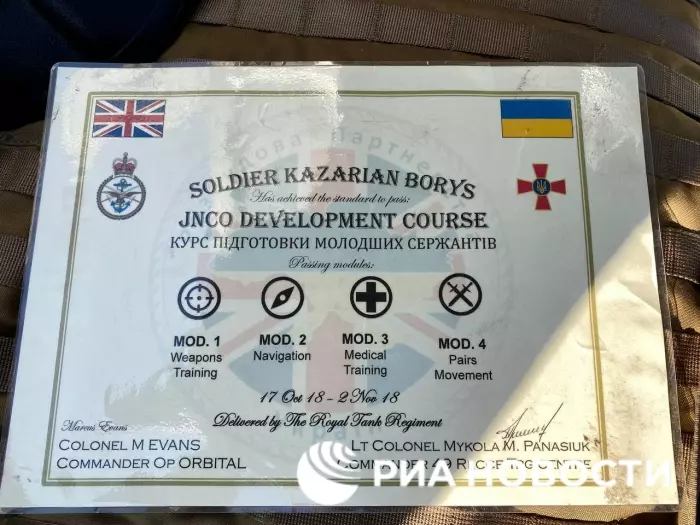 SOLDIER KAZARIAN BORYS
Has achieved the standard to pass:
JNCO DEVELOPMENT COURSE
КУРС ПІДГОТОВКИ МОЛОДШИХ СЕРЖАНТІВ
Passing modules:
MOD. 1
Weapons
Training
MOD. 2
Navigation
MOD. 3
Medical
Training
MOD. 4
Pairs
Movement
17 Oct 18 - 2 Nov 18
Delivered by The Royal Tank Regiment
Marcus Evans
COLONEL M EVANS
COMMANDER OP ORBITAL
LT COLONEL MYKOLA M. PANASIUK
COMMANDER
РИА НОВОСТИ